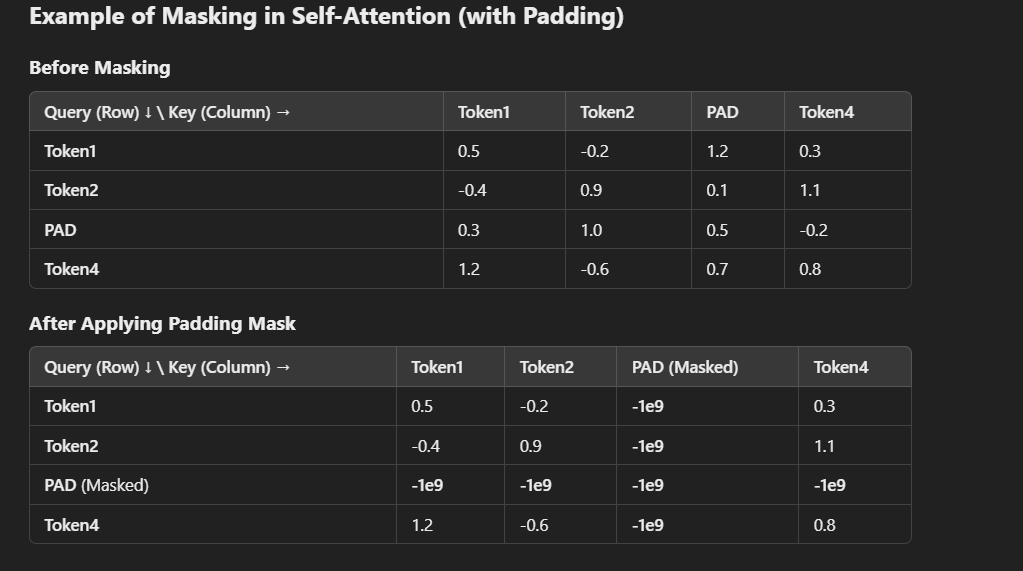 Example of Masking in Self-Attention (with Padding)
Before Masking
Query (Row) ↓ \ Key (Column) → Token1 Token2 PAD Token4
Token1 0.5 -0.2 1.2 0.3
Token2 -0.4 0.9 0.1 1.1
PAD 0.3 1.0 0.5 -0.2
Token4 1.2 -0.6 0.7 0.8
After Applying Padding Mask
Query (Row) ↓ \ Key (Column) → Token1 Token2 PAD (Masked) Token4
Token1 0.5 -0.2 -1e9 0.3
Token2 -0.4 0.9 -1e9 1.1
PAD (Masked) -1e9 -1e9 -1e9 -1e9
Token4 1.2 -0.6 -1e9 0.8